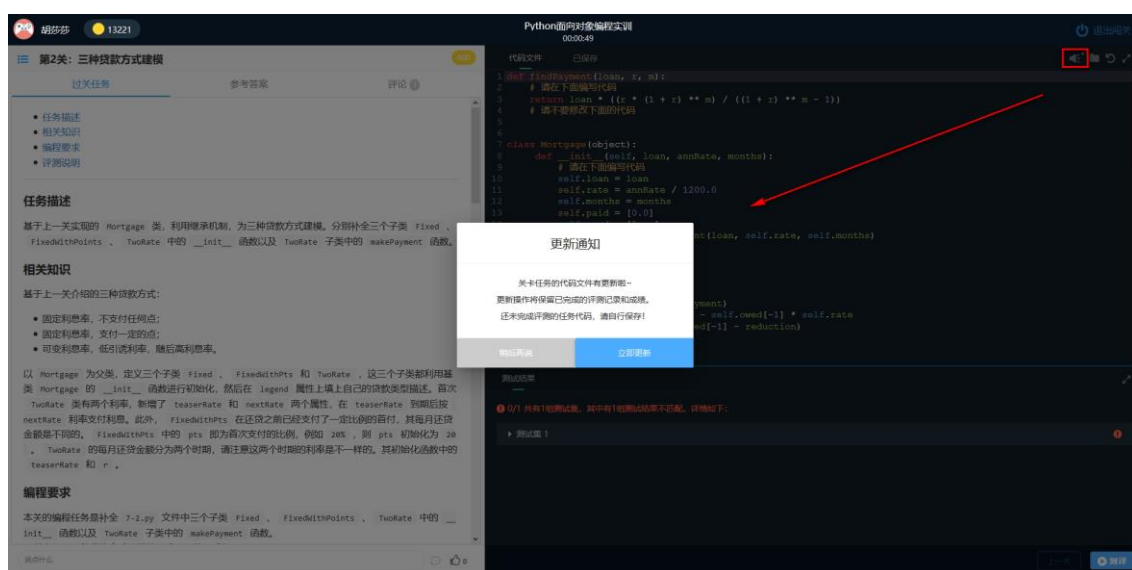 胡莎莎
13221
Python面向对象编程实训
00:00:49
退出闯关
第2关：三种贷款方式建模
过关任务
参考答案
评论
任务描述
相关知识
编程要求
评测说明
任务描述
基于上一关实现的 Mortgage 类，利用继承机制，为三种贷款方式建模。分别补全三个子类 Fixed 、
FixedWithPoints 、 TwoRate 中的 __init__ 函数以及 TwoRate 子类中的 makePayment 函数。
相关知识
基于上一关介绍的三种贷款方式：
固定利息率，不支付任何点；
固定利息率，支付一定的点；
可变利息率，低引诱利率，随后高利息率。
以 Mortgage 为父类，定义三个子类 Fixed 、 FixedWithPts 和 TwoRate ，这三个子类都利用基
类 Mortgage 的 __init__ 函数进行初始化，然后在 legend 属性上填上自己的贷款类型描述。首次
TwoRate 类有两个利率，新增了 teaserRate 和 nextRate 两个属性，在 teaserRate 到期后按
nextRate 利率支付利息。此外， FixedWithPts 在还贷之前已经支付了一定比例的首付，其每月还贷
金额是不同的。 FixedWithPts 中的 pts 即为首次支付的比例，例如 20% ，则 pts 初始化为 20
。 TwoRate 的每月还贷金额分为两个时期，请注意这两个时期的利率是不一样的。其初始化函数中的
teaserRate 和 r 。
编程要求
本关的编程任务是补全 7-2.py 文件中三个子类 Fixed 、 FixedWithPoints 、 TwoRate 中的 __
init__ 函数以及 TwoRate 子类中的 makePayment 函数。
说点什么
0
代码文件
已保存
1 def findPayment(loan, r, m):
2 # 请在下面编写代码
3 return loan * ((r * (1 + r) ** m) / ((1 + r) ** m - 1))
4 # 请不要修改下面的代码
5
6
7 class Mortgage(object):
8 def __init__(self, loan, annRate, months):
9 # 请在下面编写代码
10 self.loan = loan
11 self.rate = annRate / 1200.0
12 self.months = months
13 self.paid = [0.0]
nt(loan, self.rate, self.months)
yment)
- self.owed[-1] * self.rate
ed[-1] - reduction)
更新通知
关卡任务的代码文件有更新啦~
更新操作将保留已完成的评测记录和成绩。
还未完成评测的任务代码，请自行保存！
稍后再说
立即更新
测试结果
0/1 共有1组测试集，其中有1组测试结果不匹配。详情如下：
测试集 1
上一关
评测